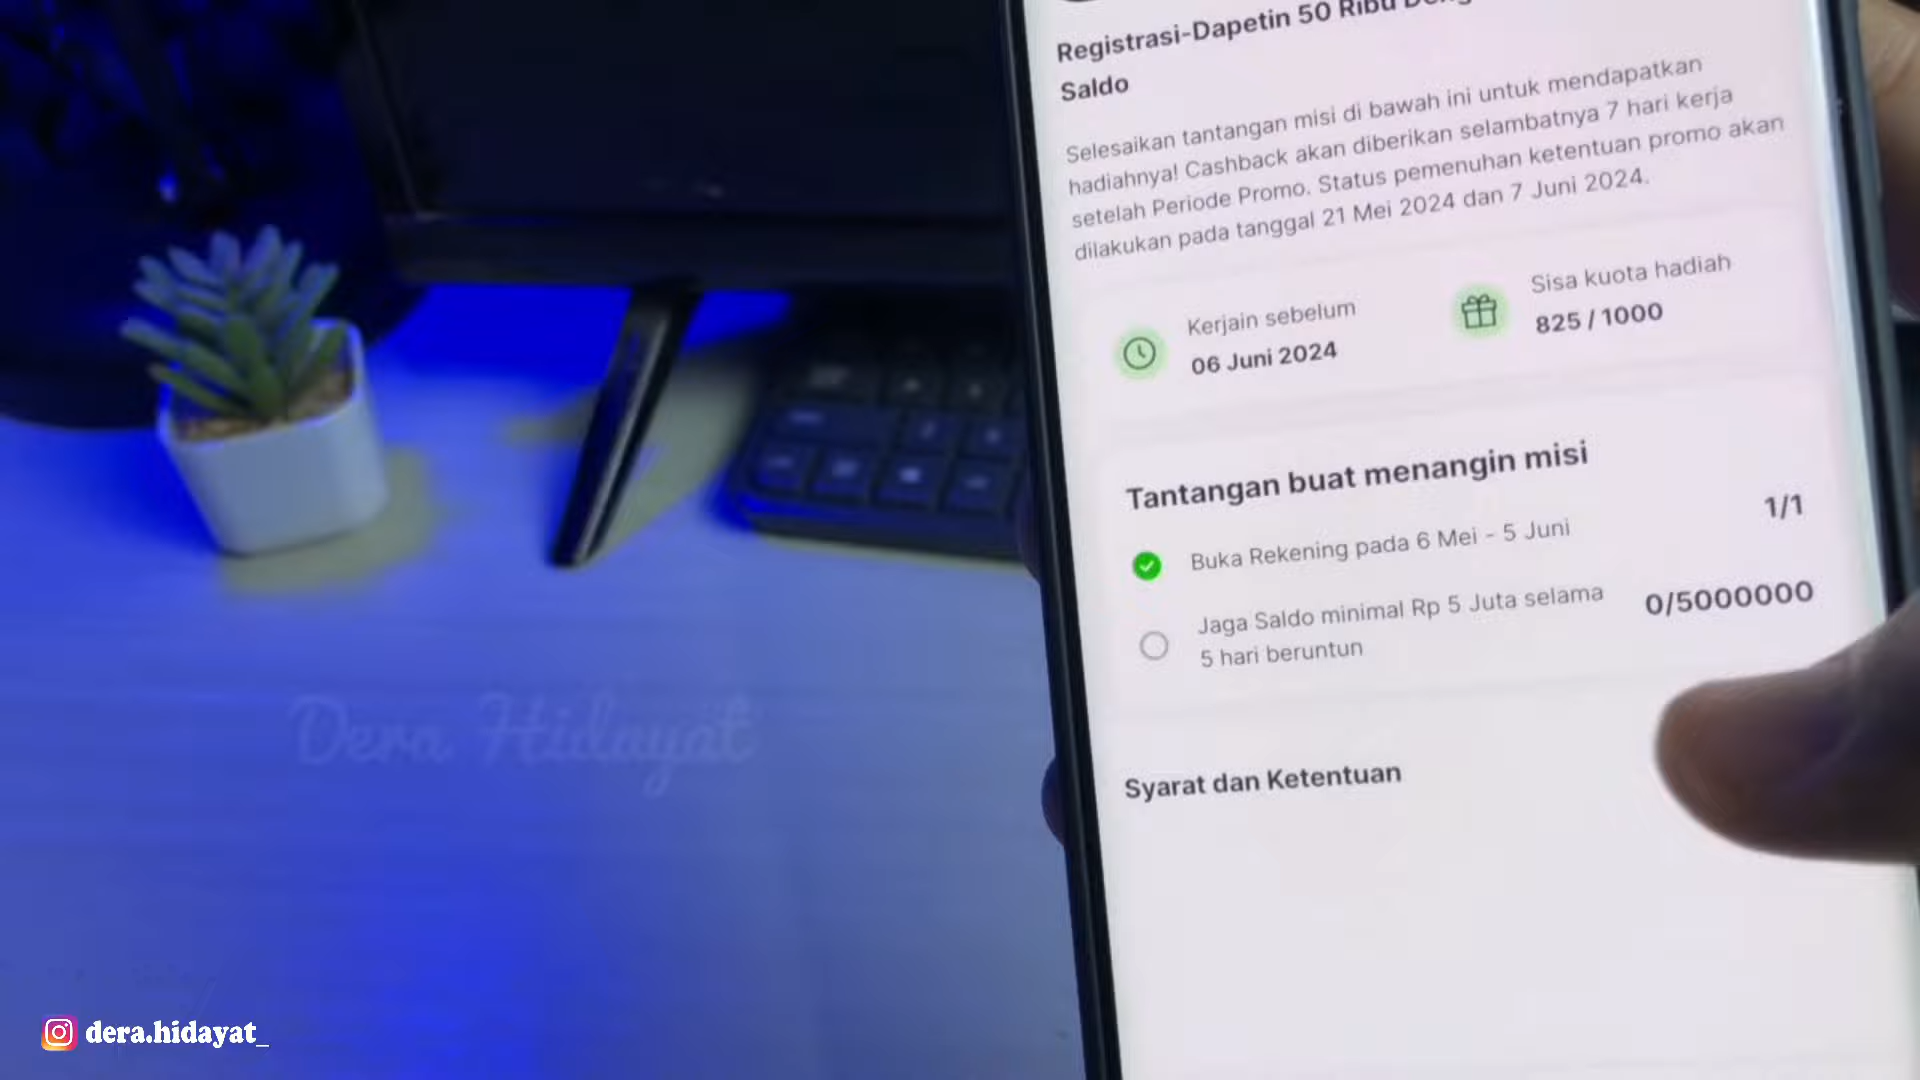 Registrasi-Dapetin 50 Ribu
Saldo
Selesaikan tantangan misi di bawah ini untuk mendapatkan
hadiahnya! Cashback akan diberikan selambatnya 7 hari kerja
setelah Periode Promo. Status pemenuhan ketentuan promo akan
dilakukan pada tanggal 21 Mei 2024 dan 7 Juni 2024.
Kerjain sebelum
06 Juni 2024
Sisa kuota hadiah
825 / 1000
Tantangan buat menangin misi
Buka Rekening pada 6 Mei - 5 Juni
1/1
Jaga Saldo minimal Rp 5 Juta selama
5 hari beruntun
0/5000000
Syarat dan Ketentuan
Dera Hidayat
dera.hidayat_